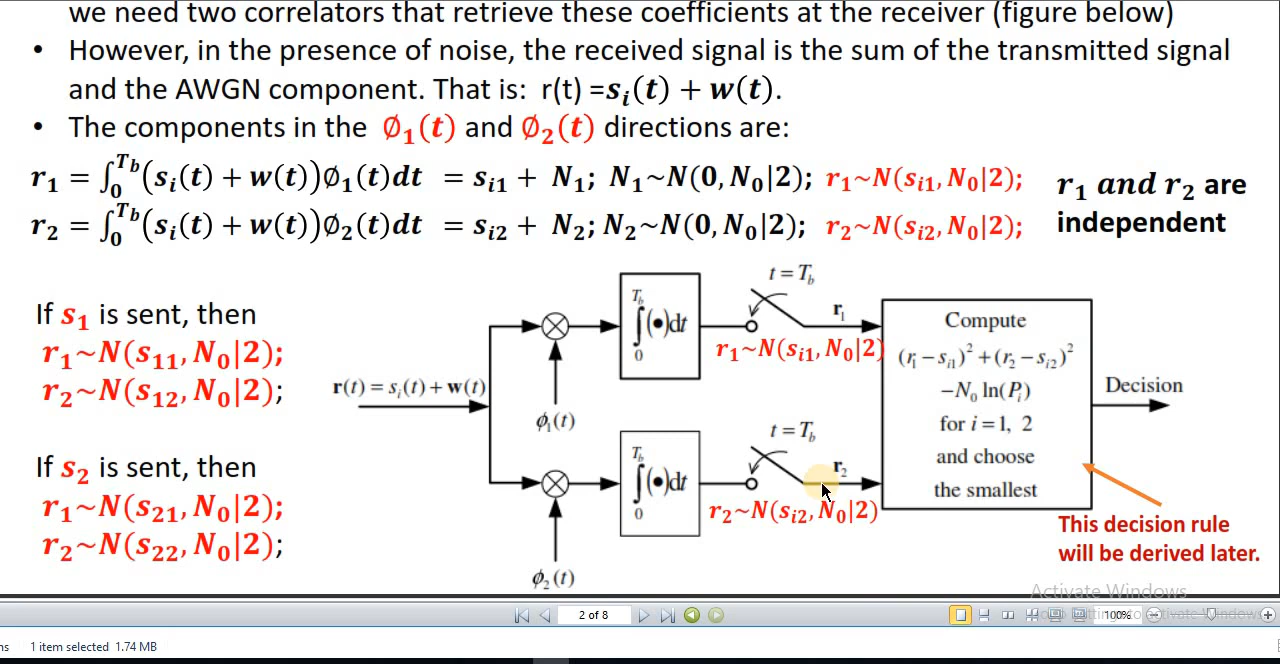 we need two correlators that retrieve these coefficients at the receiver (figure below)
• However, in the presence of noise, the received signal is the sum of the transmitted signal
and the AWGN component. That is: r(t) =sᵢ(t) + w(t).
• The components in the ∅₁(t) and ∅₂(t) directions are:
r₁ = ∫₀^Tb (sᵢ(t) + w(t))∅₁(t)dt = sᵢ₁ + N₁; N₁~N(0, N₀|2); r₁~N(sᵢ₁, N₀|2);
r₂ = ∫₀^Tb (sᵢ(t) + w(t))∅₂(t)dt = sᵢ₂ + N₂; N₂~N(0, N₀|2); r₂~N(sᵢ₂, N₀|2);
r₁ and r₂ are
independent
If s₁ is sent, then
r₁~N(s₁₁, N₀|2);
r₂~N(s₁₂, N₀|2);
If s₂ is sent, then
r₁~N(s₂₁, N₀|2);
r₂~N(s₂₂, N₀|2);
r(t) = sᵢ(t) + w(t)
ϕ₁(t)
∫₀^Tb (•)dt
t = Tb
r₁
r₁~N(sᵢ₁, N₀|2)
ϕ₂(t)
∫₀^Tb (•)dt
t = Tb
r₂
r₂~N(sᵢ₂, N₀|2)
Compute
(r₁ − sᵢ₁)² + (r₂ − sᵢ₂)²
−N₀ ln(Pᵢ)
for i = 1, 2
and choose
the smallest
Decision
This decision rule
will be derived later.
Activate Windows
2 of 8
100%
1 item selected 1.74 MB